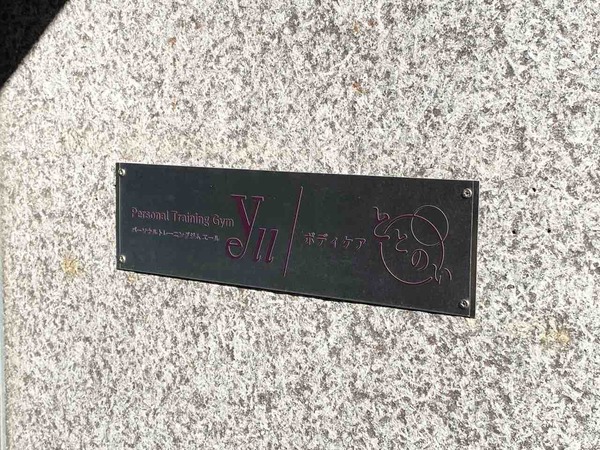 Personal Training Gym
パーソナルトレーニングジム エール
yell
ボディケア
ととのい